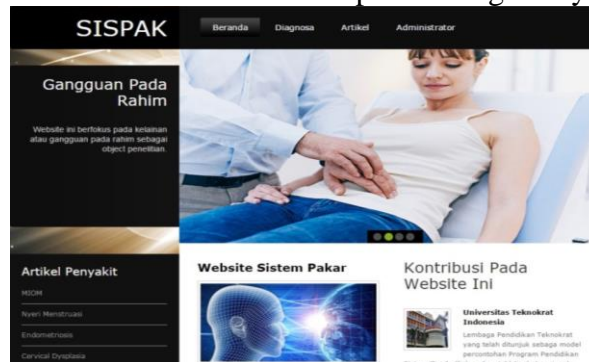 SISPAK
Beranda Diagnosa Artikel Administrator
Gangguan Pada
Rahim
Website ini berfokus pada kelainan
atau gangguan pada rahim sebagai
object penelitian.
Artikel Penyakit
MIOM
Nyeri Menstruasi
Endometriosis
Cervical Dysplasia
Website Sistem Pakar
Kontribusi Pada
Website Ini
Universitas Teknokrat
Indonesia
Lembaga Pendidikan Teknokrat
yang telah ditunjuk sebaga model
percontohan Program Pendidikan